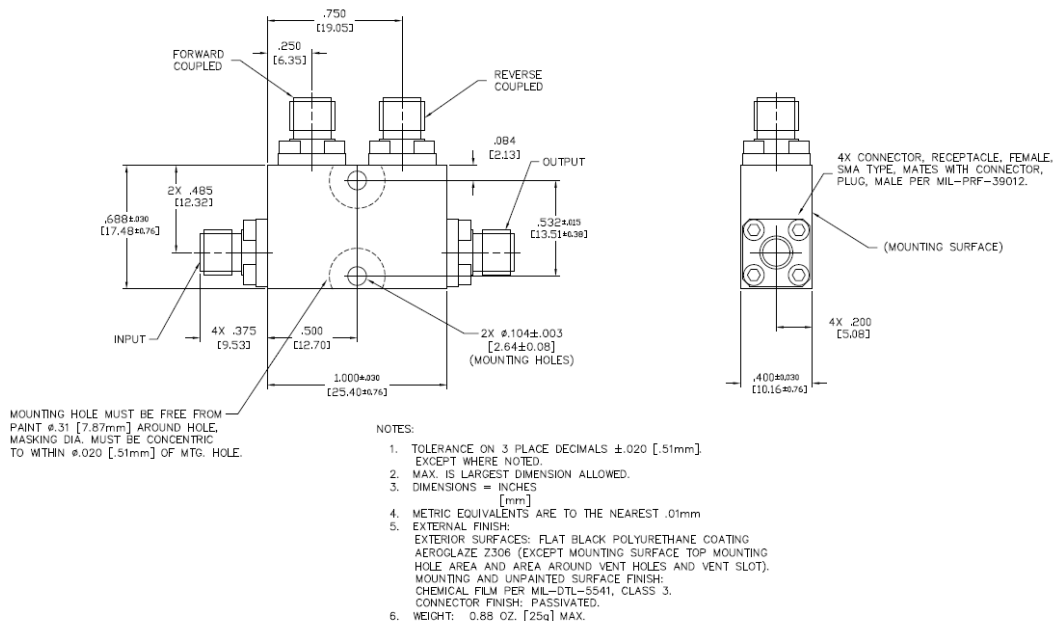 .750
[19.05]
.250
[6.35]
FORWARD
COUPLED
REVERSE
COUPLED
.084
[2.13]
OUTPUT
2X .485
[12.32]
.688±.030
[17.48±0.76]
.532±.015
[13.51±0.38]
INPUT
4X .375
[9.53]
.500
[12.70]
2X ø.104±.003
[2.64±0.08]
(MOUNTING HOLES)
1.000±.030
[25.40±0.76]
MOUNTING HOLE MUST BE FREE FROM
PAINT ø.31 [7.87mm] AROUND HOLE,
MASKING DIA. MUST BE CONCENTRIC
TO WITHIN ø.020 [.51mm] OF MTG. HOLE.
4X CONNECTOR, RECEPTACLE, FEMALE,
SMA TYPE, MATES WITH CONNECTOR,
PLUG, MALE PER MIL-PRF-39012.
(MOUNTING SURFACE)
4X .200
[5.08]
.400±0.030
[10.16±0.76]
NOTES:
1. TOLERANCE ON 3 PLACE DECIMALS ±.020 [.51mm].
EXCEPT WHERE NOTED.
2. MAX. IS LARGEST DIMENSION ALLOWED.
3. DIMENSIONS = INCHES
[mm]
4. METRIC EQUIVALENTS ARE TO THE NEAREST .01mm
5. EXTERNAL FINISH:
EXTERIOR SURFACES: FLAT BLACK POLYURETHANE COATING
AEROGLAZE Z306 (EXCEPT MOUNTING SURFACE TOP MOUNTING
HOLE AREA AND AREA AROUND VENT HOLES AND VENT SLOT).
MOUNTING AND UNPAINTED SURFACE FINISH:
CHEMICAL FILM PER MIL-DTL-5541, CLASS 3.
CONNECTOR FINISH: PASSIVATED.
6. WEIGHT: 0.88 OZ. [25g] MAX.